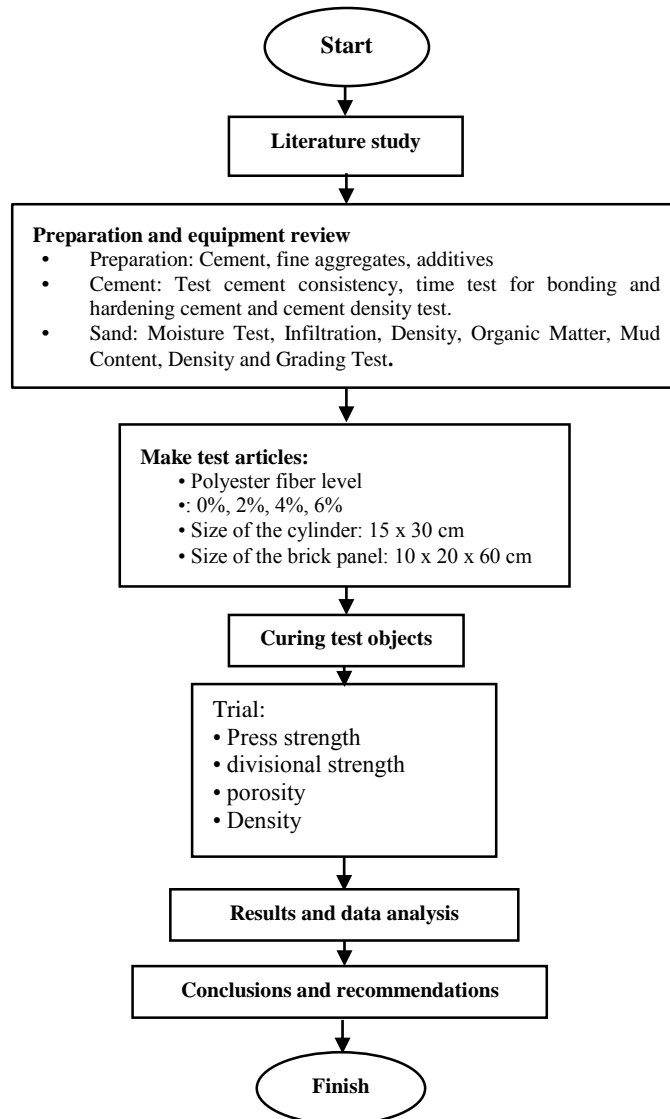 Start
Literature study
Preparation and equipment review
• Preparation: Cement, fine aggregates, additives
• Cement: Test cement consistency, time test for bonding and
hardening cement and cement density test.
• Sand: Moisture Test, Infiltration, Density, Organic Matter, Mud
Content, Density and Grading Test.
Make test articles:
• Polyester fiber level
•: 0%, 2%, 4%, 6%
• Size of the cylinder: 15 x 30 cm
• Size of the brick panel: 10 x 20 x 60 cm
Curing test objects
Trial:
• Press strength
• divisional strength
• porosity
• Density
Results and data analysis
Conclusions and recommendations
Finish